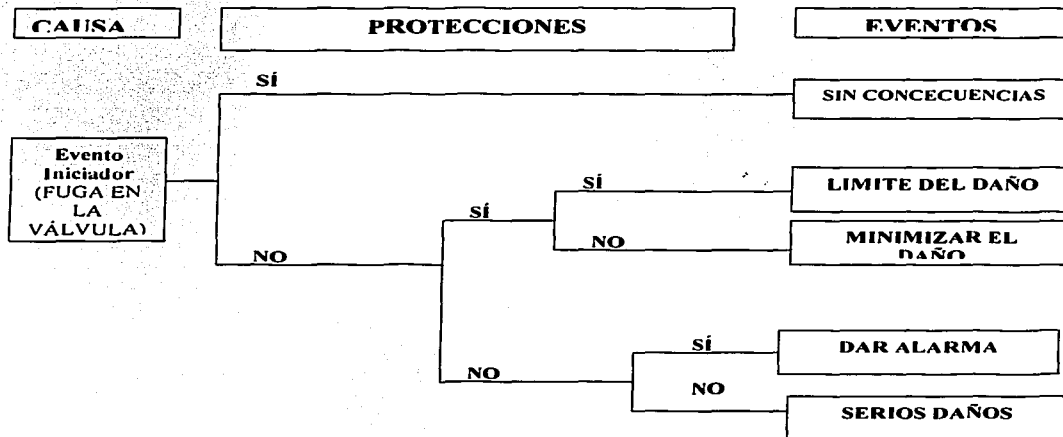 CAUSA
PROTECCIONES
EVENTOS
SÍ
SIN CONCECUENCIAS
Evento
Iniciador
(FUGA EN
LA
VÁLVULA)
SÍ
LIMITE DEL DAÑO
SÍ
NO
MINIMIZAR EL
DAÑO
NO
SÍ
DAR ALARMA
NO
NO
SERIOS DAÑOS